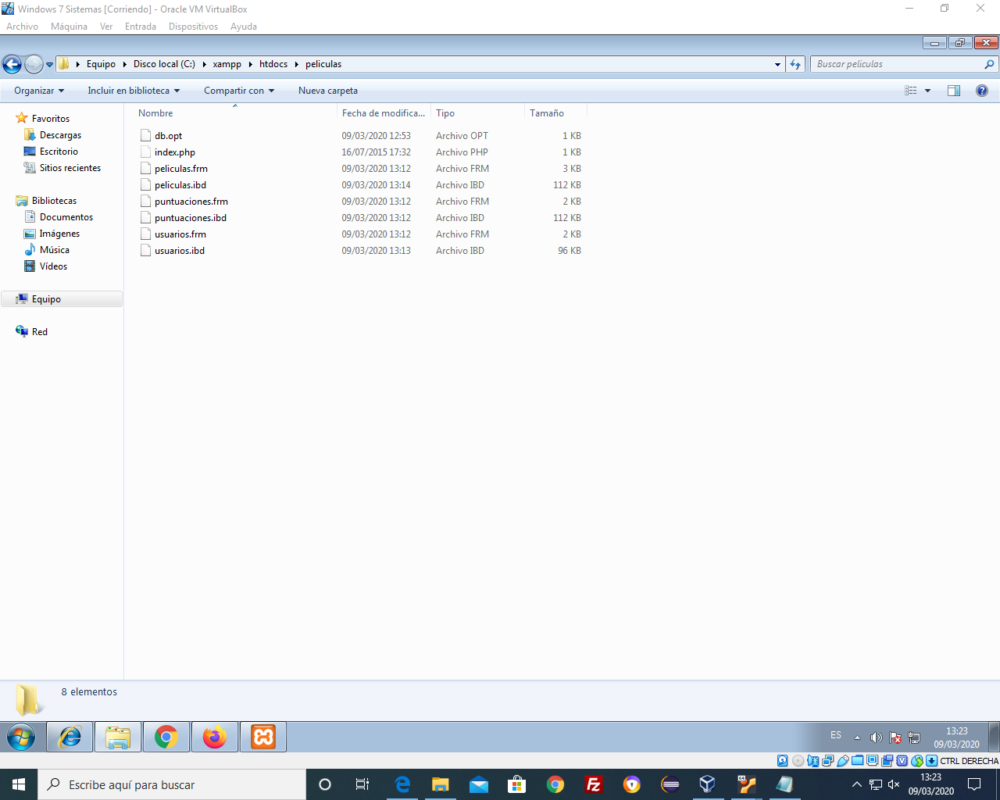 Windows 7 Sistemas [Corriendo] - Oracle VM VirtualBox
Archivo Máquina Ver Entrada Dispositivos Ayuda
Equipo Disco local (C:) xampp htdocs peliculas Buscar peliculas
Organizar Incluir en biblioteca Compartir con Nueva carpeta
Nombre Fecha de modifica... Tipo Tamaño
db.opt 09/03/2020 12:53 Archivo OPT 1 KB
index.php 16/07/2015 17:32 Archivo PHP 1 KB
peliculas.frm 09/03/2020 13:12 Archivo FRM 3 KB
peliculas.ibd 09/03/2020 13:14 Archivo IBD 112 KB
puntuaciones.frm 09/03/2020 13:12 Archivo FRM 2 KB
puntuaciones.ibd 09/03/2020 13:12 Archivo IBD 112 KB
usuarios.frm 09/03/2020 13:12 Archivo FRM 2 KB
usuarios.ibd 09/03/2020 13:13 Archivo IBD 96 KB
Favoritos
Descargas
Escritorio
Sitios recientes
Bibliotecas
Documentos
Imágenes
Música
Vídeos
Equipo
Red
8 elementos
ES
13:23
09/03/2020
CTRL DERECHA
Escribe aquí para buscar
13:23
09/03/2020